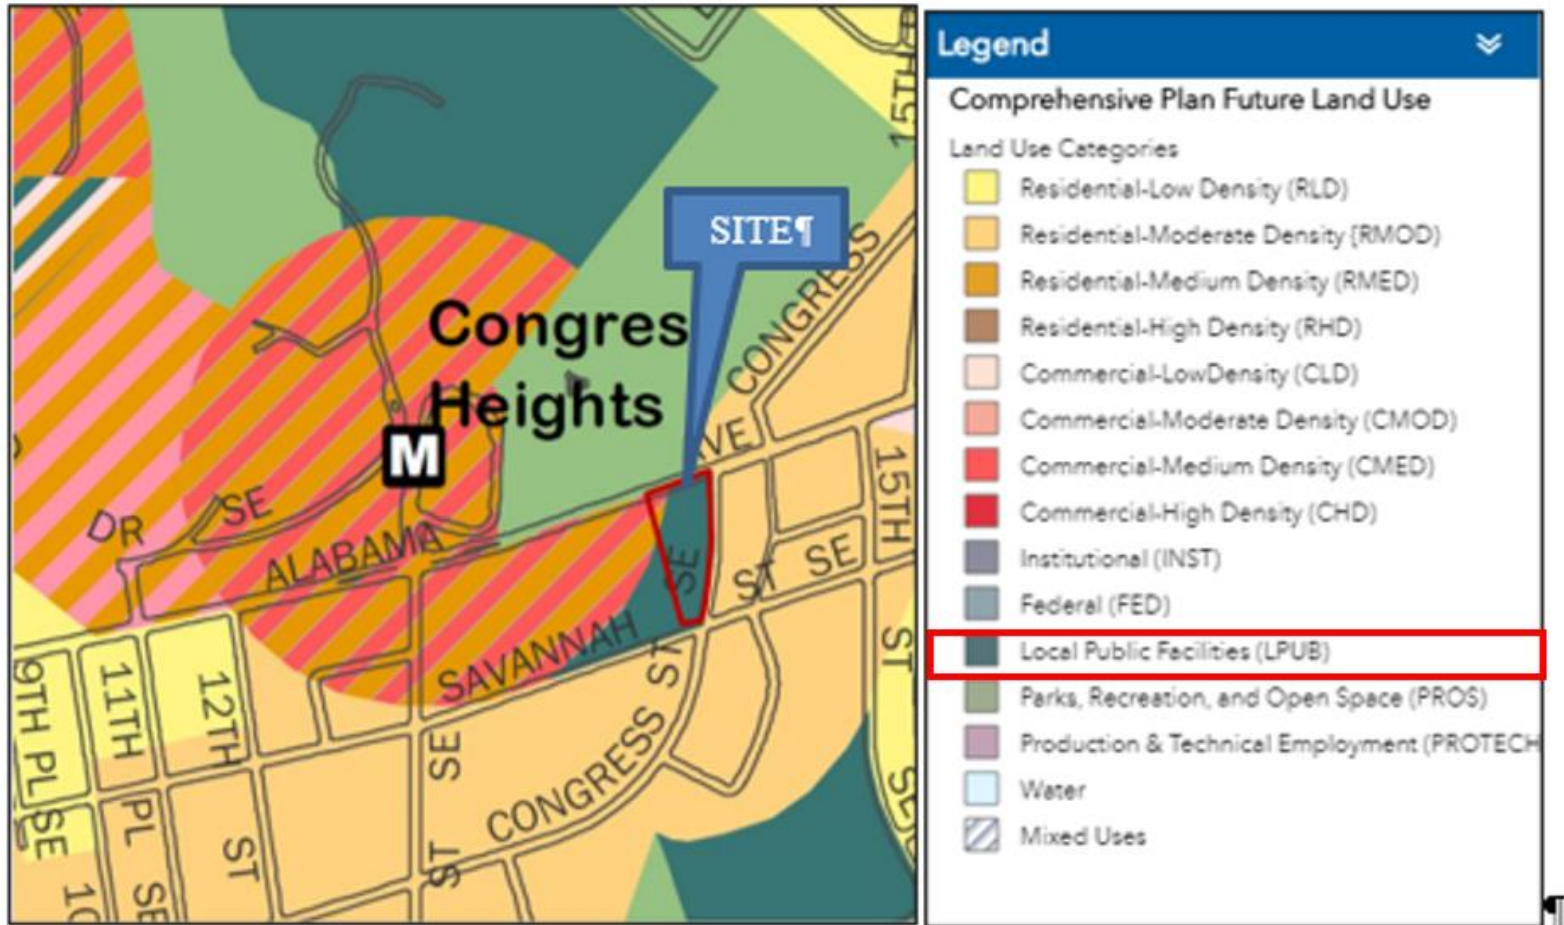 15TH
SITE¶
CONGRESS
Congres
Heights
M
AVE
DR
SE
ALABAMA
15TH
SE
ST
SE
SAVANNAH
ST
ST
9TH PL
SE
11TH
PL
SE
12TH
ST
SE
ST
CONGRESS
SE
10
Legend
Comprehensive Plan Future Land Use
Land Use Categories
Residential-Low Density (RLD)
Residential-Moderate Density (RMOD)
Residential-Medium Density (RMED)
Residential-High Density (RHD)
Commercial-LowDensity (CLD)
Commercial-Moderate Density (CMOD)
Commercial-Medium Density (CMED)
Commercial-High Density (CHD)
Institutional (INST)
Federal (FED)
Local Public Facilities (LPUB)
Parks, Recreation, and Open Space (PROS)
Production & Technical Employment (PROTECH
Water
Mixed Uses
¶